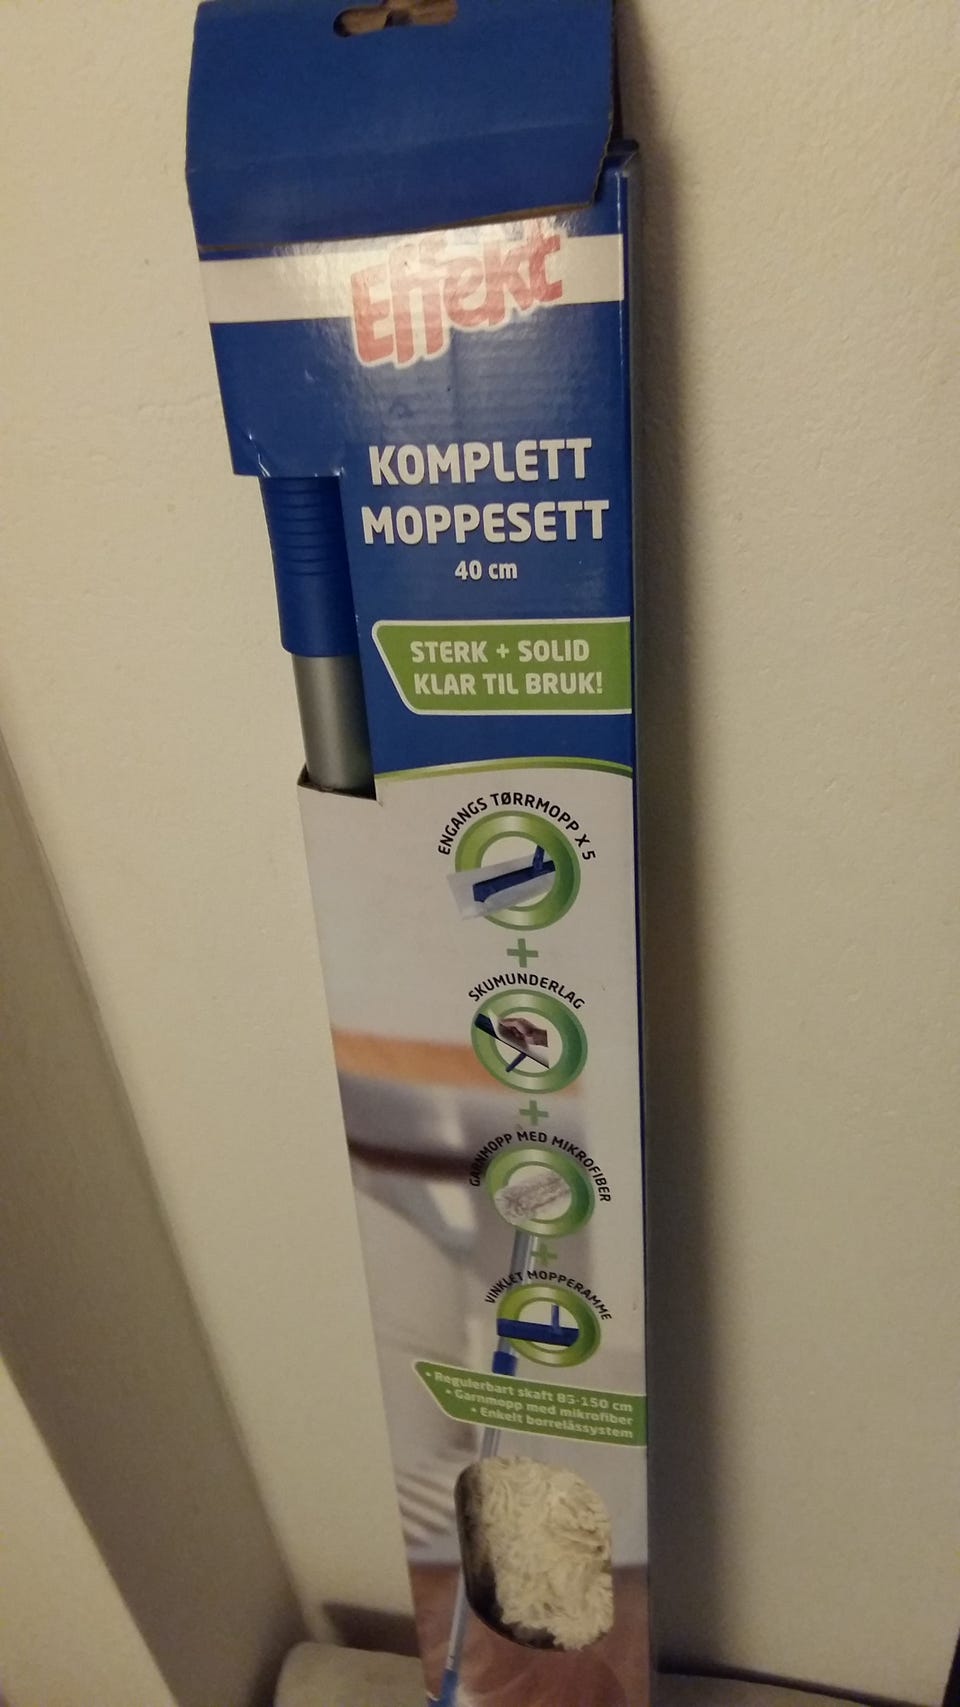 Effekt
KOMPLETT
MOPPESETT
40 cm
STERK + SOLID
KLAR TIL BRUK!
ENGANGS TØRRMOPP X 5
+
SKUMUNDERLAG
+
GARNMOPP MED MIKROFIBER
+
VINKLET MOPPERAMME
• Regulerbart skaft 85-150 cm
• Garnmopp med mikrofiber
• Enkelt borrelåssystem